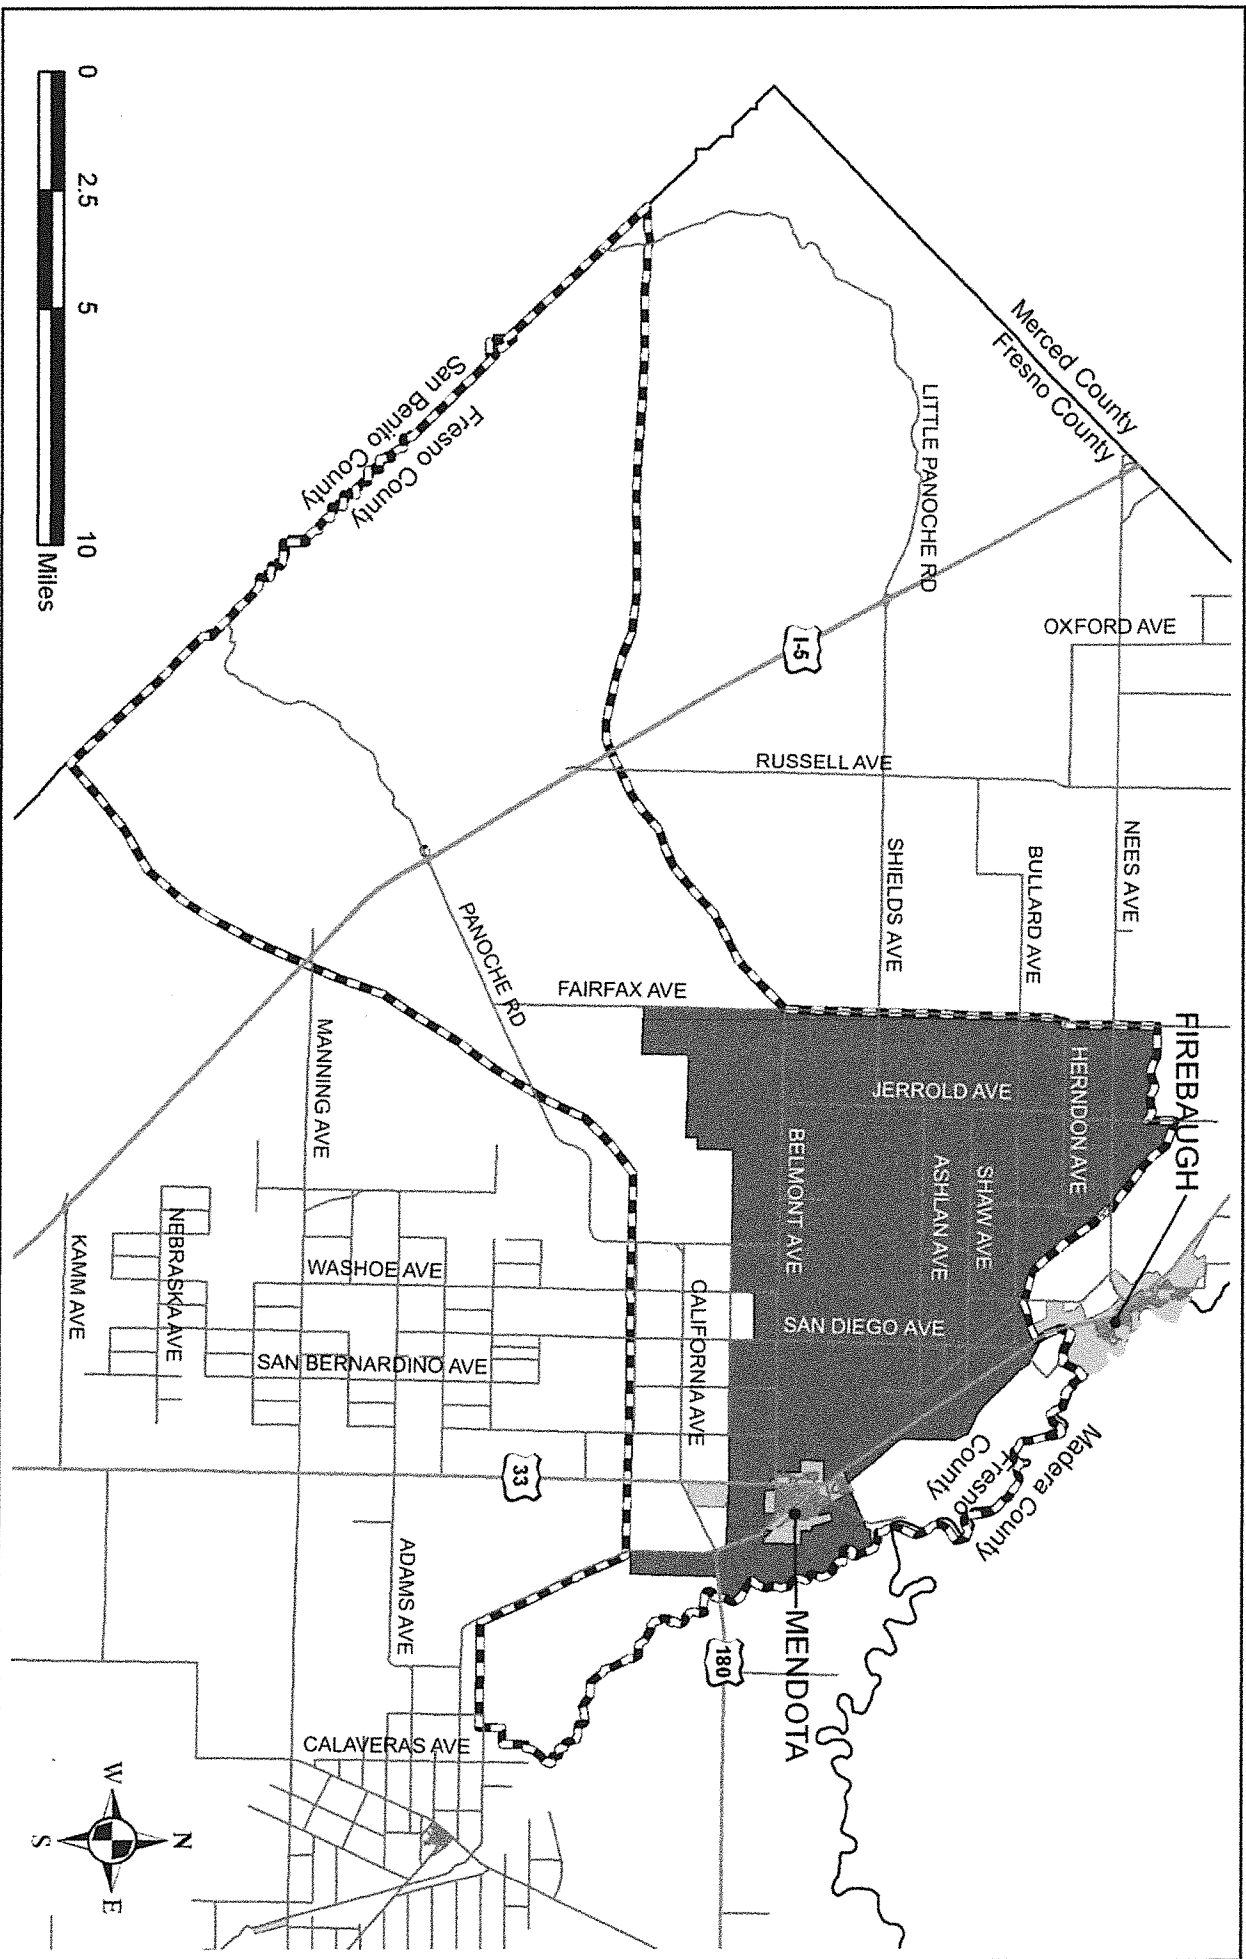 Merced County
Fresno County
LITTLE PANOCHE RD
I-5
OXFORD AVE
RUSSELL AVE
NEES AVE
BULLARD AVE
SHIELDS AVE
FAIRFAX AVE
PANOCHE RD
MANNING AVE
San Benito County
Fresno County
FIREBAUGH
HERNDON AVE
JERROLD AVE
BELMONT AVE
ASHLAN AVE
SHAW AVE
SAN DIEGO AVE
CALIFORNIA AVE
WASHOE AVE
NEBRASKA AVE
KAMM AVE
SAN BERNARDINO AVE
Madera County
Fresno
County
33
ADAMS AVE
MENDOTA
180
CALAVERAS AVE
0
2.5
5
10
Miles
N
W
E
S